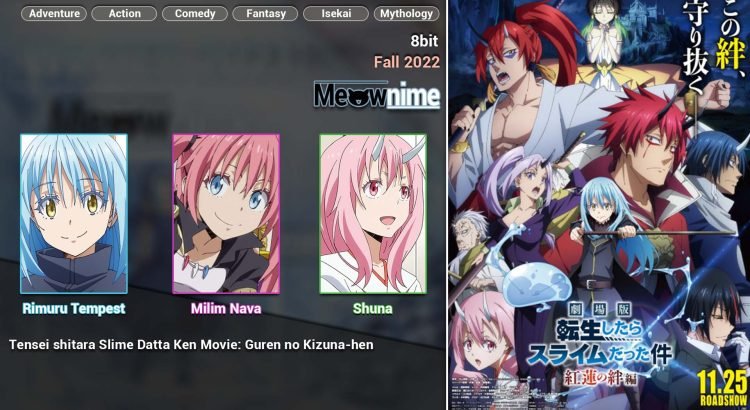 Adventure
Action
Comedy
Fantasy
Isekai
Mythology
8bit
Fall 2022
Meownime
Rimuru Tempest
Milim Nava
Shuna
Tensei shitara Slime Datta Ken Movie: Guren no Kizuna-hen
この絆、
守り抜く
劇場版
転生したら
スライムだった件
紅蓮の絆編
11.25
ROADSHOW